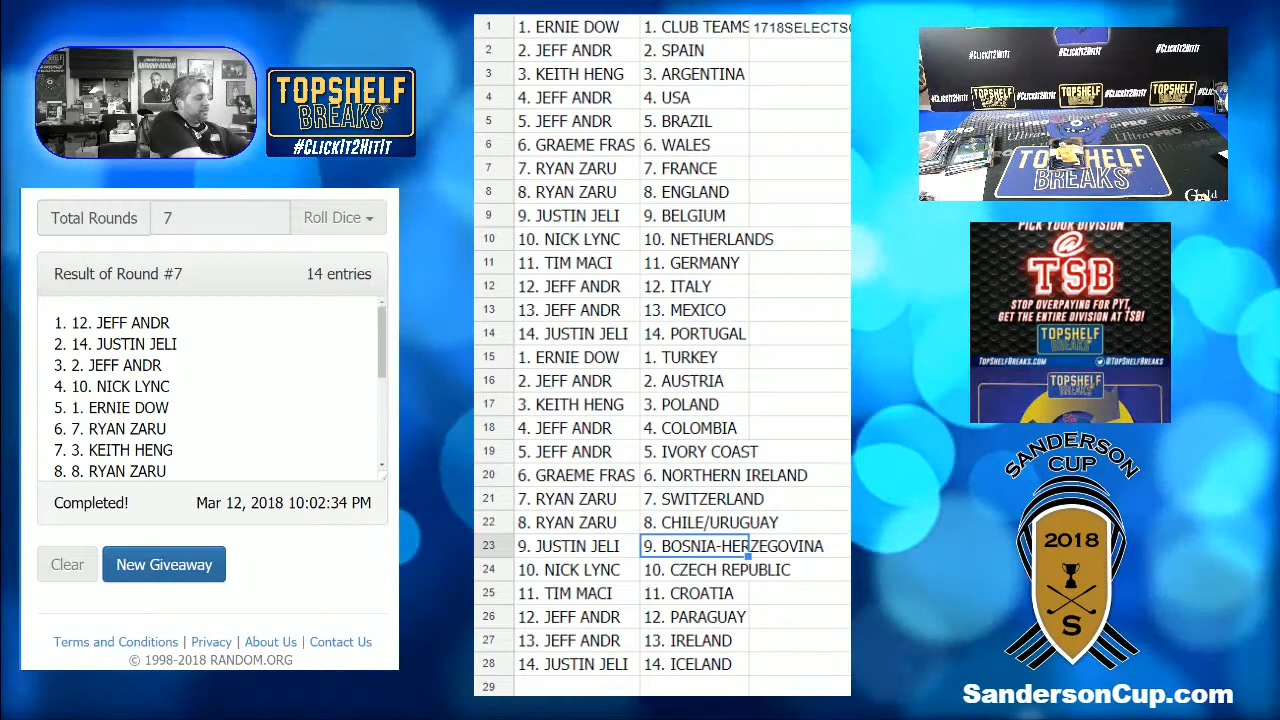 TOPSHELF
BREAKS
#CLICKIT2HITIT
Total Rounds 7 Roll Dice
Result of Round #7 14 entries
1. 12. JEFF ANDR
2. 14. JUSTIN JELI
3. 2. JEFF ANDR
4. 10. NICK LYNC
5. 1. ERNIE DOW
6. 7. RYAN ZARU
7. 3. KEITH HENG
8. 8. RYAN ZARU
Completed! Mar 12, 2018 10:02:34 PM
Clear New Giveaway
Terms and Conditions | Privacy | About Us | Contact Us
© 1998-2018 RANDOM.ORG
1 1. ERNIE DOW 1. CLUB TEAMS 1718SELECTS
2 2. JEFF ANDR 2. SPAIN
3 3. KEITH HENG 3. ARGENTINA
4 4. JEFF ANDR 4. USA
5 5. JEFF ANDR 5. BRAZIL
6 6. GRAEME FRAS 6. WALES
7 7. RYAN ZARU 7. FRANCE
8 8. RYAN ZARU 8. ENGLAND
9 9. JUSTIN JELI 9. BELGIUM
10 10. NICK LYNC 10. NETHERLANDS
11 11. TIM MACI 11. GERMANY
12 12. JEFF ANDR 12. ITALY
13 13. JEFF ANDR 13. MEXICO
14 14. JUSTIN JELI 14. PORTUGAL
15 1. ERNIE DOW 1. TURKEY
16 2. JEFF ANDR 2. AUSTRIA
17 3. KEITH HENG 3. POLAND
18 4. JEFF ANDR 4. COLOMBIA
19 5. JEFF ANDR 5. IVORY COAST
20 6. GRAEME FRAS 6. NORTHERN IRELAND
21 7. RYAN ZARU 7. SWITZERLAND
22 8. RYAN ZARU 8. CHILE/URUGUAY
23 9. JUSTIN JELI 9. BOSNIA-HERZEGOVINA
24 10. NICK LYNC 10. CZECH REPUBLIC
25 11. TIM MACI 11. CROATIA
26 12. JEFF ANDR 12. PARAGUAY
27 13. JEFF ANDR 13. IRELAND
28 14. JUSTIN JELI 14. ICELAND
29
#CLICKIT2HITIT
TOPSHELF
BREAKS
PICK YOUR DIVISION
@
TSB
STOP OVERPAYING FOR PYT,
GET THE ENTIRE DIVISION AT TSB!
TOPSHELF
BREAKS
TOPSHELFBREAKS.COM @TOPSHELFBREAKS
TOPSHELF
BREAKS
SANDERSON
CUP
2018
S
SandersonCup.com